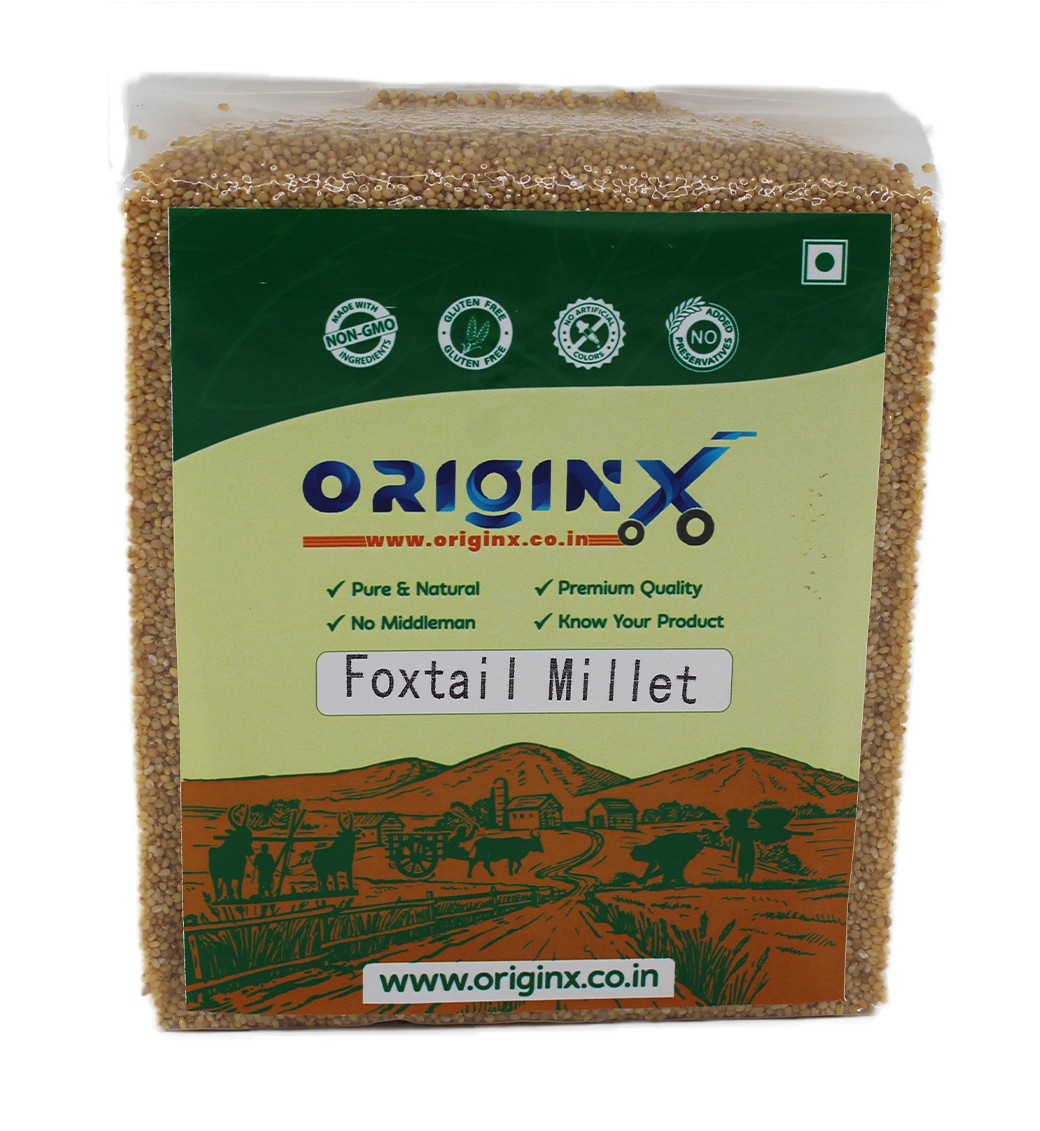 MADE WITH
NON-GMO
INGREDIENTS
GLUTEN FREE
GLUTEN FREE
NO ARTIFICIAL
COLORS
ADDED
NO
PRESERVATIVES
ORIGINX
www.originx.co.in
✓ Pure & Natural
✓ Premium Quality
✓ No Middleman
✓ Know Your Product
Foxtail Millet
www.originx.co.in